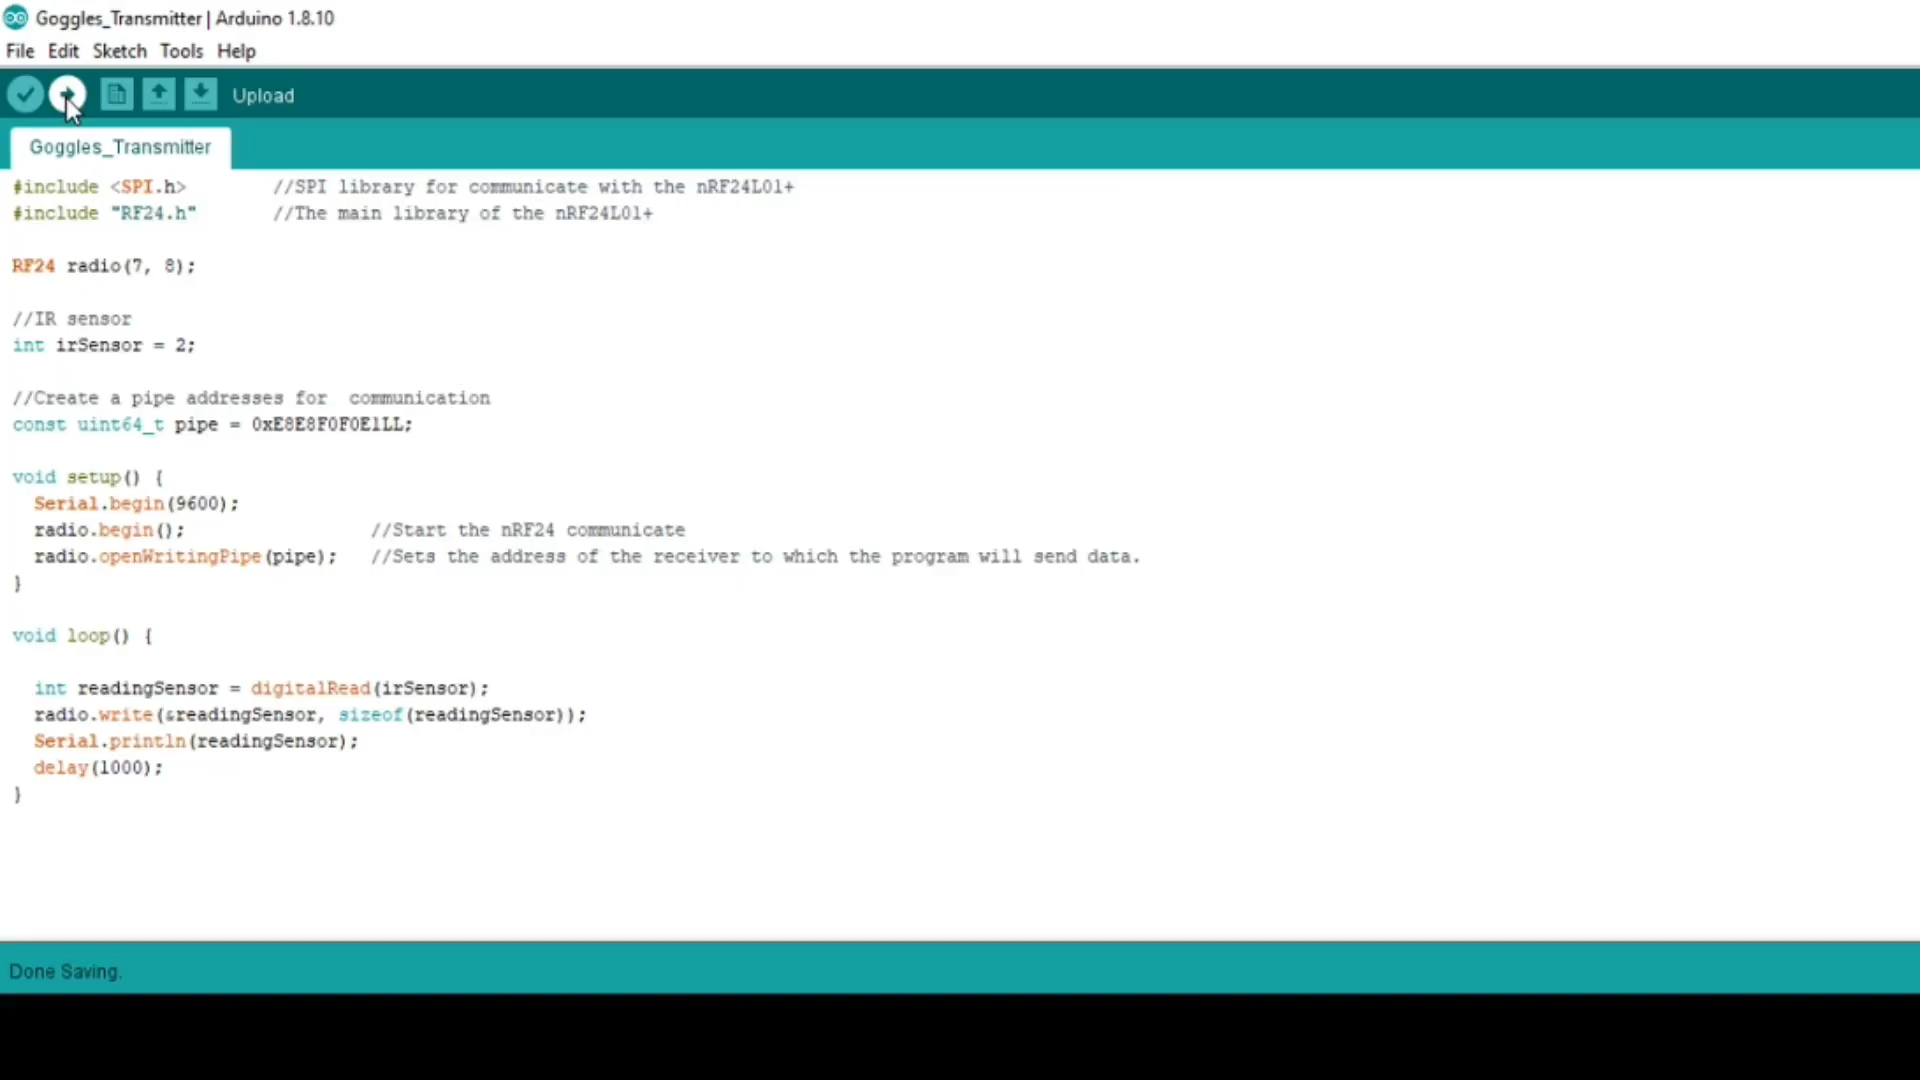 Goggles_Transmitter | Arduino 1.8.10
File Edit Sketch Tools Help
Upload
Goggles_Transmitter
#include <SPI.h> //SPI library for communicate with the nRF24L01+
#include "RF24.h" //The main library of the nRF24L01+
RF24 radio(7, 8);
//IR sensor
int irSensor = 2;
//Create a pipe addresses for  communication
const uint64_t pipe = 0xE8E8F0F0E1LL;
void setup() {
Serial.begin(9600);
radio.begin(); //Start the nRF24 communicate
radio.openWritingPipe(pipe); //Sets the address of the receiver to which the program will send data.
}
void loop() {
int readingSensor = digitalRead(irSensor);
radio.write(&readingSensor, sizeof(readingSensor));
Serial.println(readingSensor);
delay(1000);
}
Done Saving.